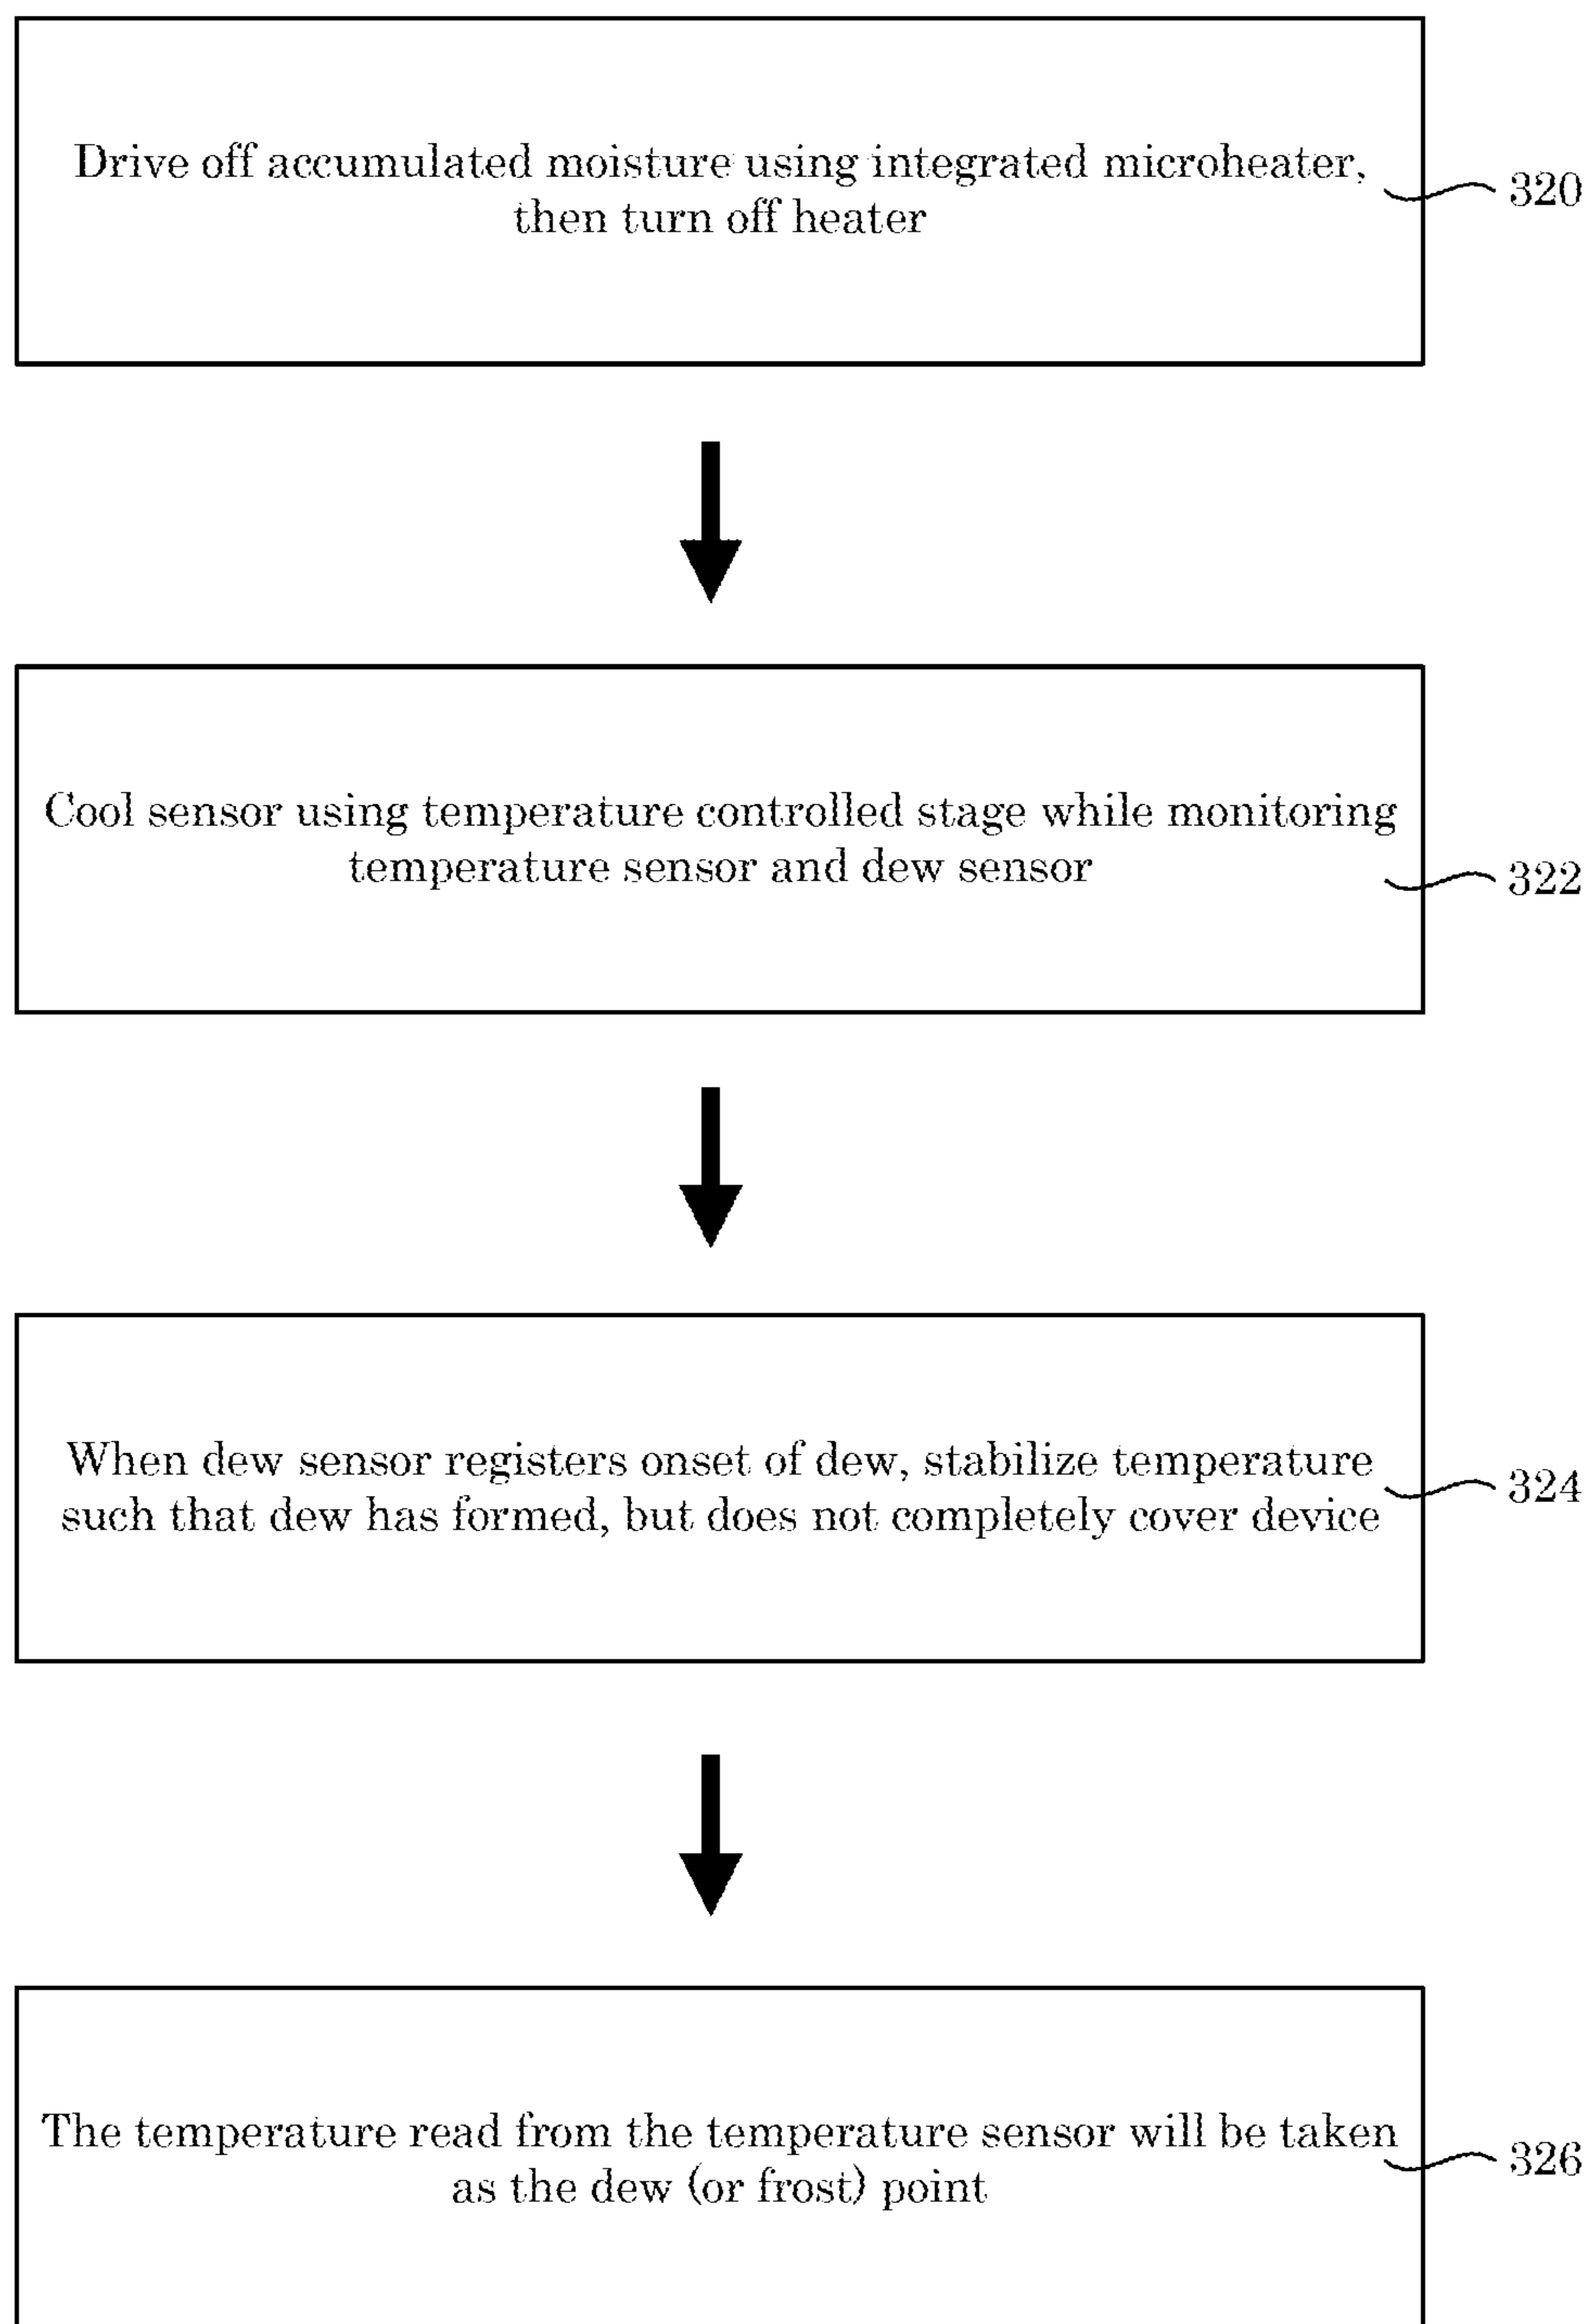 Drive off accumulated moisture using integrated microheater,
then turn off heater
320
Cool sensor using temperature controlled stage while monitoring
temperature sensor and dew sensor
322
When dew sensor registers onset of dew, stabilize temperature
such that dew has formed, but does not completely cover device
324
The temperature read from the temperature sensor will be taken
as the dew (or frost) point
326